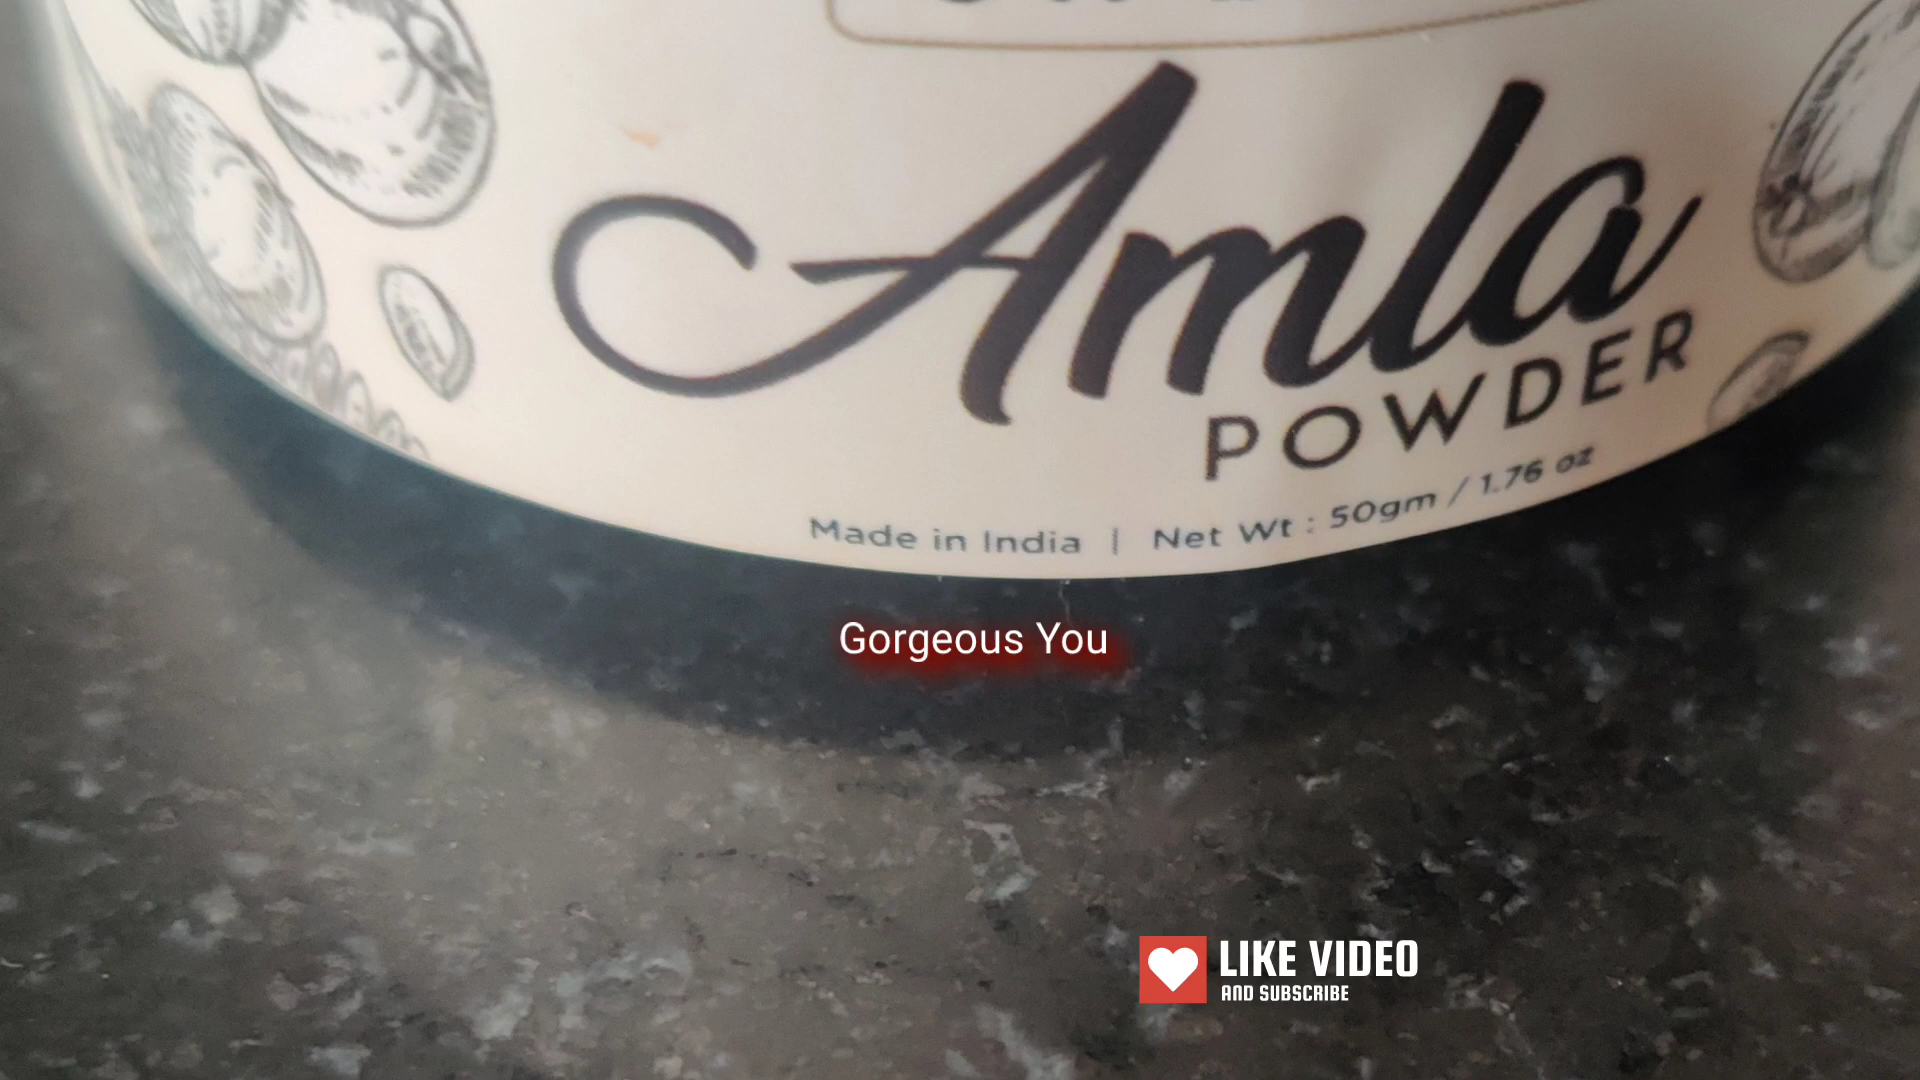 Amla
POWDER
Made in India | Net Wt : 50gm / 1.76 oz
Gorgeous You
LIKE VIDEO
AND SUBSCRIBE